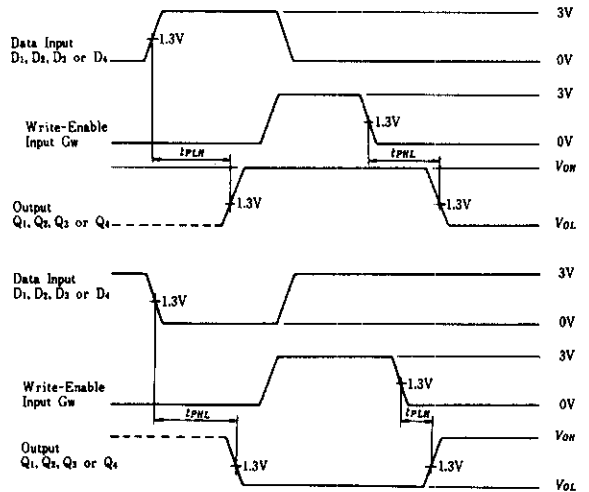 3V
Data Input
D₁, D₂, D₃ or D₄
1.3V
0V
3V
Write-Enable
Input Gw
1.3V
0V
tPLH
tPHL
VOH
Output
Q₁, Q₂, Q₃ or Q₄
1.3V
1.3V
VOL
Data Input
D₁, D₂, D₃ or D₄
3V
1.3V
0V
3V
Write-Enable
Input Gw
1.3V
0V
tPHL
tPLH
VOH
Output
Q₁, Q₂, Q₃ or Q₄
1.3V
1.3V
VOL